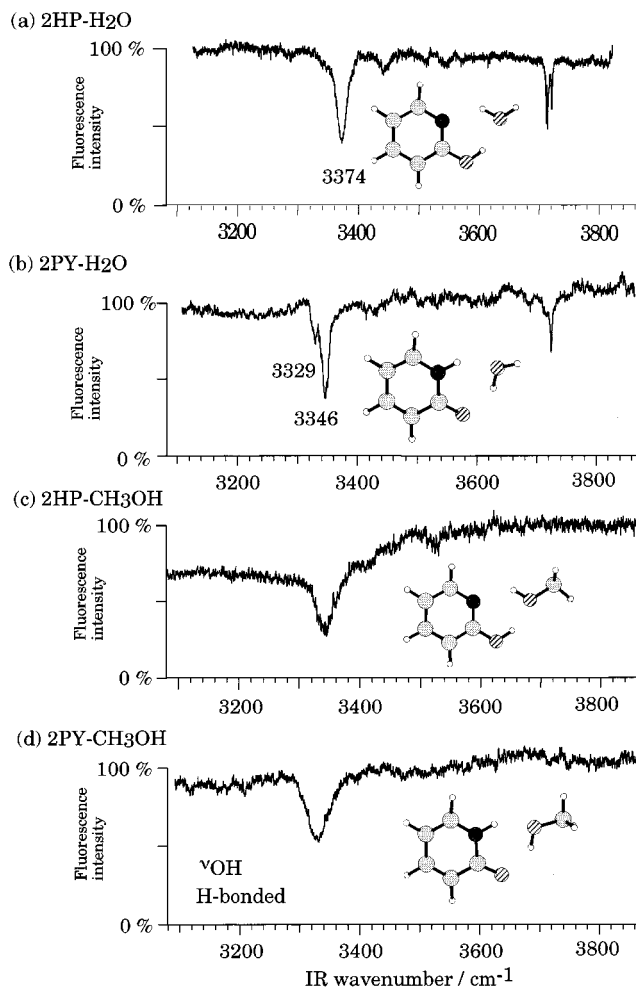 (a) 2HP-H2O
100 %
Fluorescence
intensity
3374
0 %
3200 3400 3600 3800
(b) 2PY-H2O
100 %
Fluorescence
intensity
3329
3346
0 %
3200 3400 3600 3800
(c) 2HP-CH3OH
100 %
Fluorescence
intensity
0 %
3200 3400 3600 3800
(d) 2PY-CH3OH
100 %
Fluorescence
intensity
νOH
H-bonded
0 %
3200 3400 3600 3800
IR wavenumber / cm-1